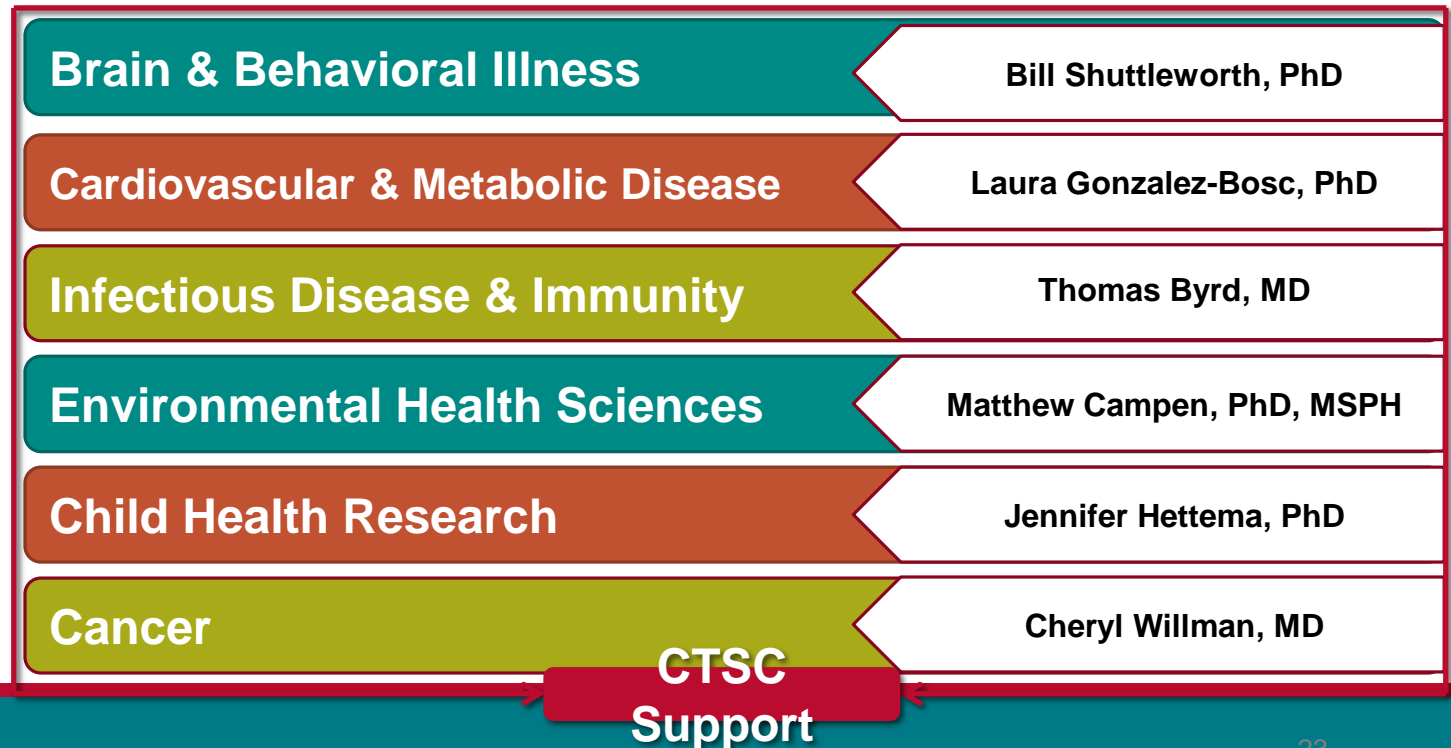 Brain & Behavioral Illness
Bill Shuttleworth, PhD
Cardiovascular & Metabolic Disease
Laura Gonzalez-Bosc, PhD
Infectious Disease & Immunity
Thomas Byrd, MD
Environmental Health Sciences
Matthew Campen, PhD, MSPH
Child Health Research
Jennifer Hettema, PhD
Cancer
Cheryl Willman, MD
CTSC
Support
23